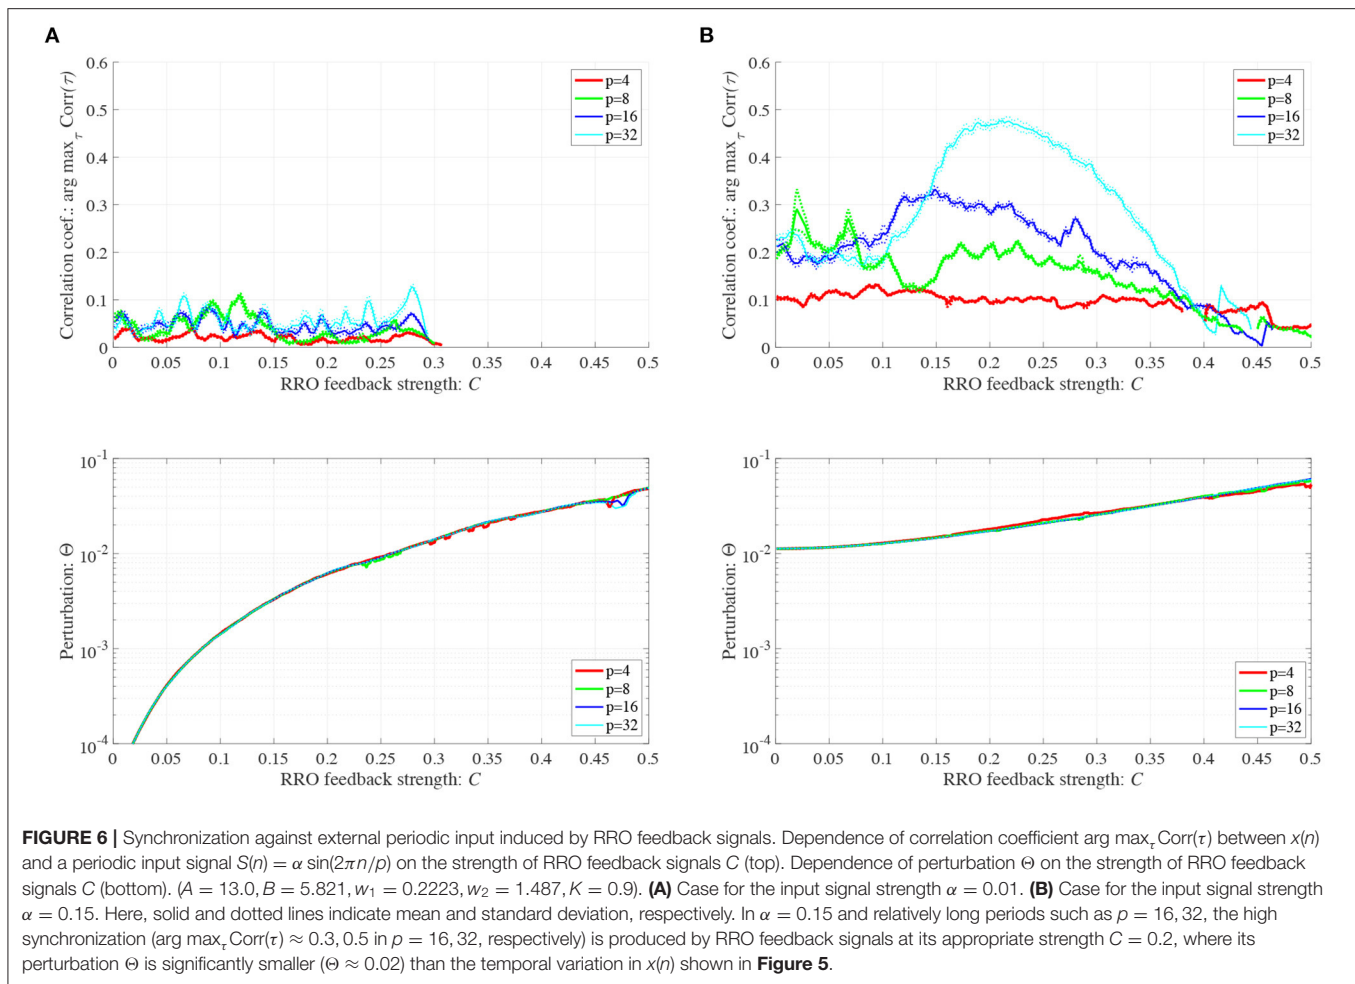 A
B
0.6
0.5
0.4
0.3
0.2
0.1
0
Correlation coef.: arg max τ Corr(τ)
p=4
p=8
p=16
p=32
0 0.05 0.1 0.15 0.2 0.25 0.3 0.35 0.4 0.45 0.5
RRO feedback strength: C
0.6
0.5
0.4
0.3
0.2
0.1
0
Correlation coef.: arg max τ Corr(τ)
p=4
p=8
p=16
p=32
0 0.05 0.1 0.15 0.2 0.25 0.3 0.35 0.4 0.45 0.5
RRO feedback strength: C
10^-1
10^-2
10^-3
10^-4
Perturbation: Θ
p=4
p=8
p=16
p=32
0 0.05 0.1 0.15 0.2 0.25 0.3 0.35 0.4 0.45 0.5
RRO feedback strength: C
10^-1
10^-2
10^-3
10^-4
Perturbation: Θ
p=4
p=8
p=16
p=32
0 0.05 0.1 0.15 0.2 0.25 0.3 0.35 0.4 0.45 0.5
RRO feedback strength: C
FIGURE 6 | Synchronization against external periodic input induced by RRO feedback signals. Dependence of correlation coefficient arg maxτCorr(τ) between x(n)
and a periodic input signal S(n) = α sin(2πn/p) on the strength of RRO feedback signals C (top). Dependence of perturbation Θ on the strength of RRO feedback
signals C (bottom). (A = 13.0, B = 5.821, w1 = 0.2223, w2 = 1.487, K = 0.9). (A) Case for the input signal strength α = 0.01. (B) Case for the input signal strength
α = 0.15. Here, solid and dotted lines indicate mean and standard deviation, respectively. In α = 0.15 and relatively long periods such as p = 16, 32, the high
synchronization (arg maxτCorr(τ) ≈ 0.3, 0.5 in p = 16, 32, respectively) is produced by RRO feedback signals at its appropriate strength C = 0.2, where its
perturbation Θ is significantly smaller (Θ ≈ 0.02) than the temporal variation in x(n) shown in Figure 5.